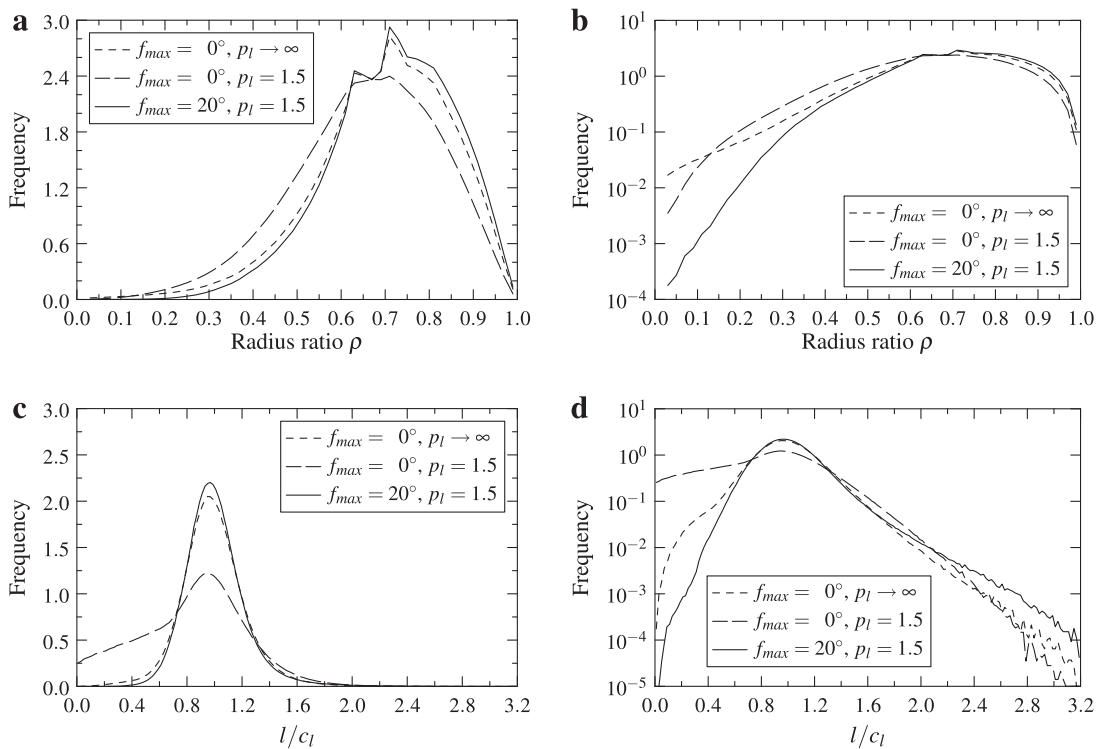 a
3.0
2.4
1.8
1.2
0.6
0.0
Frequency
f_max = 0°, p_l → ∞
f_max = 0°, p_l = 1.5
f_max = 20°, p_l = 1.5
0.0 0.1 0.2 0.3 0.4 0.5 0.6 0.7 0.8 0.9 1.0
Radius ratio ρ
b
10^1
10^0
10^−1
10^−2
10^−3
10^−4
Frequency
f_max = 0°, p_l → ∞
f_max = 0°, p_l = 1.5
f_max = 20°, p_l = 1.5
0.0 0.1 0.2 0.3 0.4 0.5 0.6 0.7 0.8 0.9 1.0
Radius ratio ρ
c
3.0
2.5
2.0
1.5
1.0
0.5
0.0
Frequency
f_max = 0°, p_l → ∞
f_max = 0°, p_l = 1.5
f_max = 20°, p_l = 1.5
0.0 0.4 0.8 1.2 1.6 2.0 2.4 2.8 3.2
l/c_l
d
10^1
10^0
10^−1
10^−2
10^−3
10^−4
10^−5
Frequency
f_max = 0°, p_l → ∞
f_max = 0°, p_l = 1.5
f_max = 20°, p_l = 1.5
0.0 0.4 0.8 1.2 1.6 2.0 2.4 2.8 3.2
l/c_l